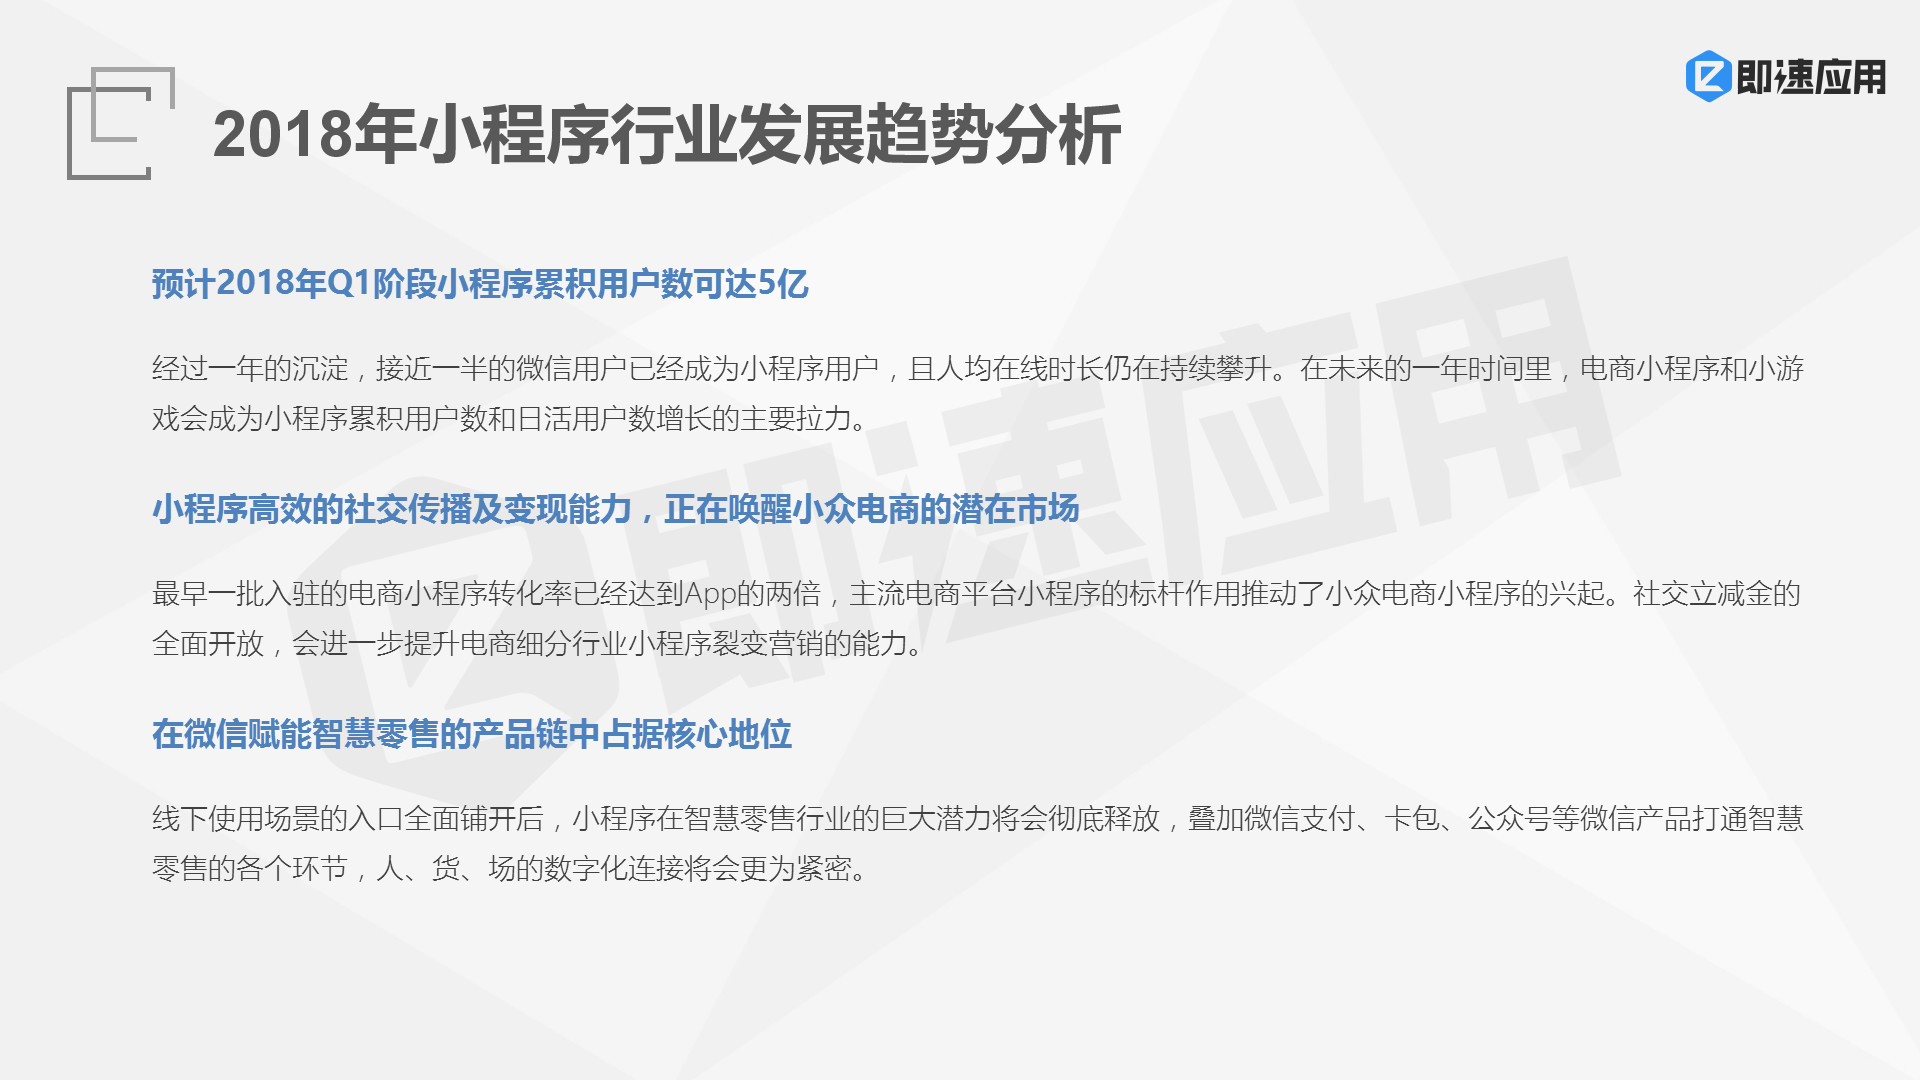 即速应用
2018年小程序行业发展趋势分析
预计2018年Q1阶段小程序累积用户数可达5亿
经过一年的沉淀，接近一半的微信用户已经成为小程序用户，且人均在线时长仍在持续攀升。在未来的一年时间里，电商小程序和小游
戏会成为小程序累积用户数和日活用户数增长的主要拉力。
小程序高效的社交传播及变现能力，正在唤醒小众电商的潜在市场
最早一批入驻的电商小程序转化率已经达到App的两倍，主流电商平台小程序的标杆作用推动了小众电商小程序的兴起。社交立减金的
全面开放，会进一步提升电商细分行业小程序裂变营销的能力。
在微信赋能智慧零售的产品链中占据核心地位
线下使用场景的入口全面铺开后，小程序在智慧零售行业的巨大潜力将会彻底释放，叠加微信支付、卡包、公众号等微信产品打通智慧
零售的各个环节，人、货、场的数字化连接将会更为紧密。
即速应用